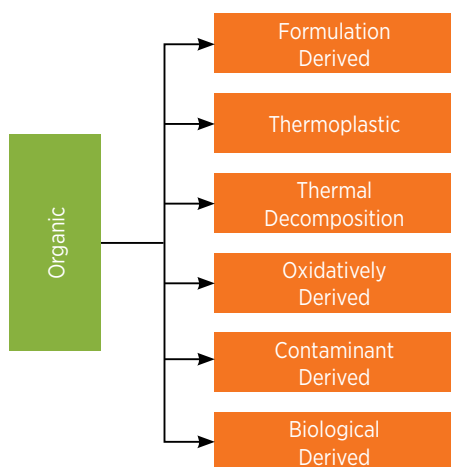 Formulation
Derived
Thermoplastic
Thermal
Decomposition
Organic
Oxidatively
Derived
Contaminant
Derived
Biological
Derived